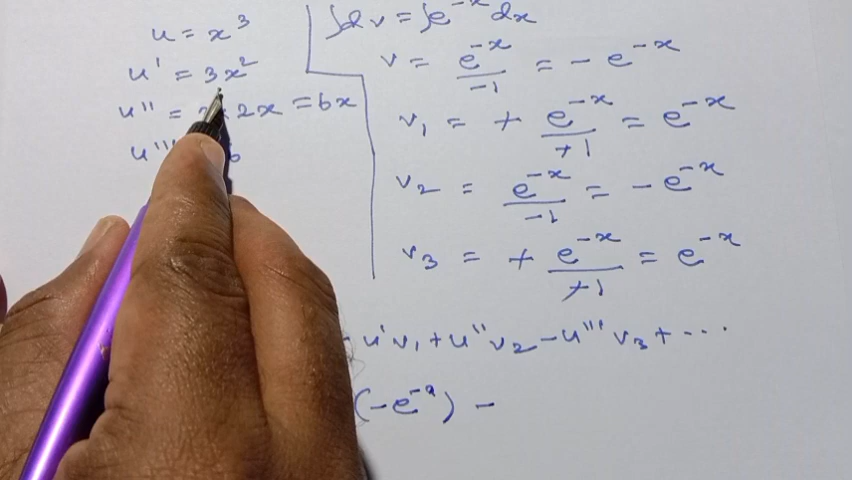 u = x³
u' = 3x²
u'' = 2x = 6x
u'''
∫dv = ∫e⁻ˣ dx
v = e⁻ˣ/-1 = - e⁻ˣ
v₁ = + e⁻ˣ/+1 = e⁻ˣ
v₂ = e⁻ˣ/-1 = - e⁻ˣ
v₃ = + e⁻ˣ/+1 = e⁻ˣ
- u'v₁ + u''v₂ - u'''v₃ + ...
(-e⁻ˣ) -